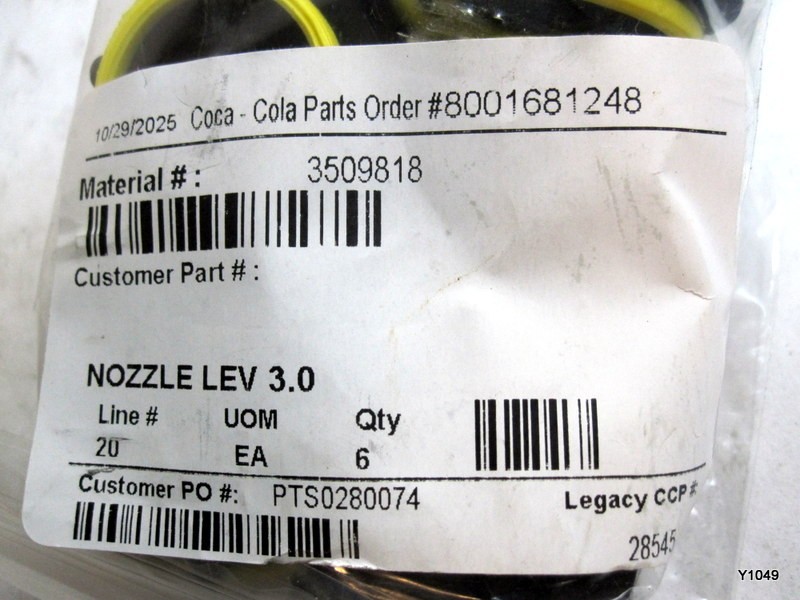 10/29/2025 Coca - Cola Parts Order #8001681248
Material # : 3509818
Customer Part # :
NOZZLE LEV 3.0
Line # UOM Qty
20 EA 6
Customer PO #: PTS0280074 Legacy CCP #
28545
Y1049